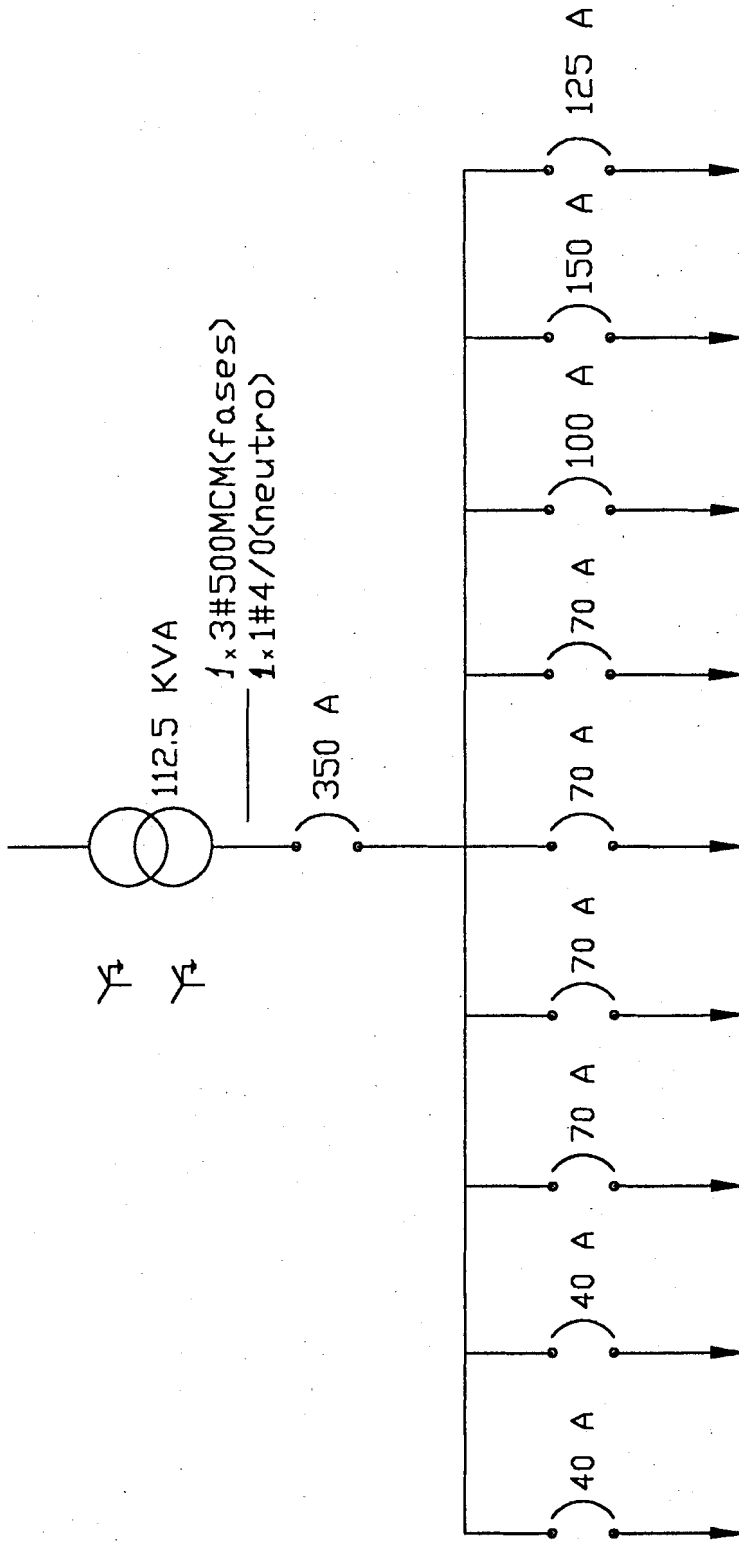 112.5 KVA
1x3#500MCM(fases)
1x1#4/0(neutro)
350 A
40 A
40 A
70 A
70 A
70 A
70 A
100 A
150 A
125 A